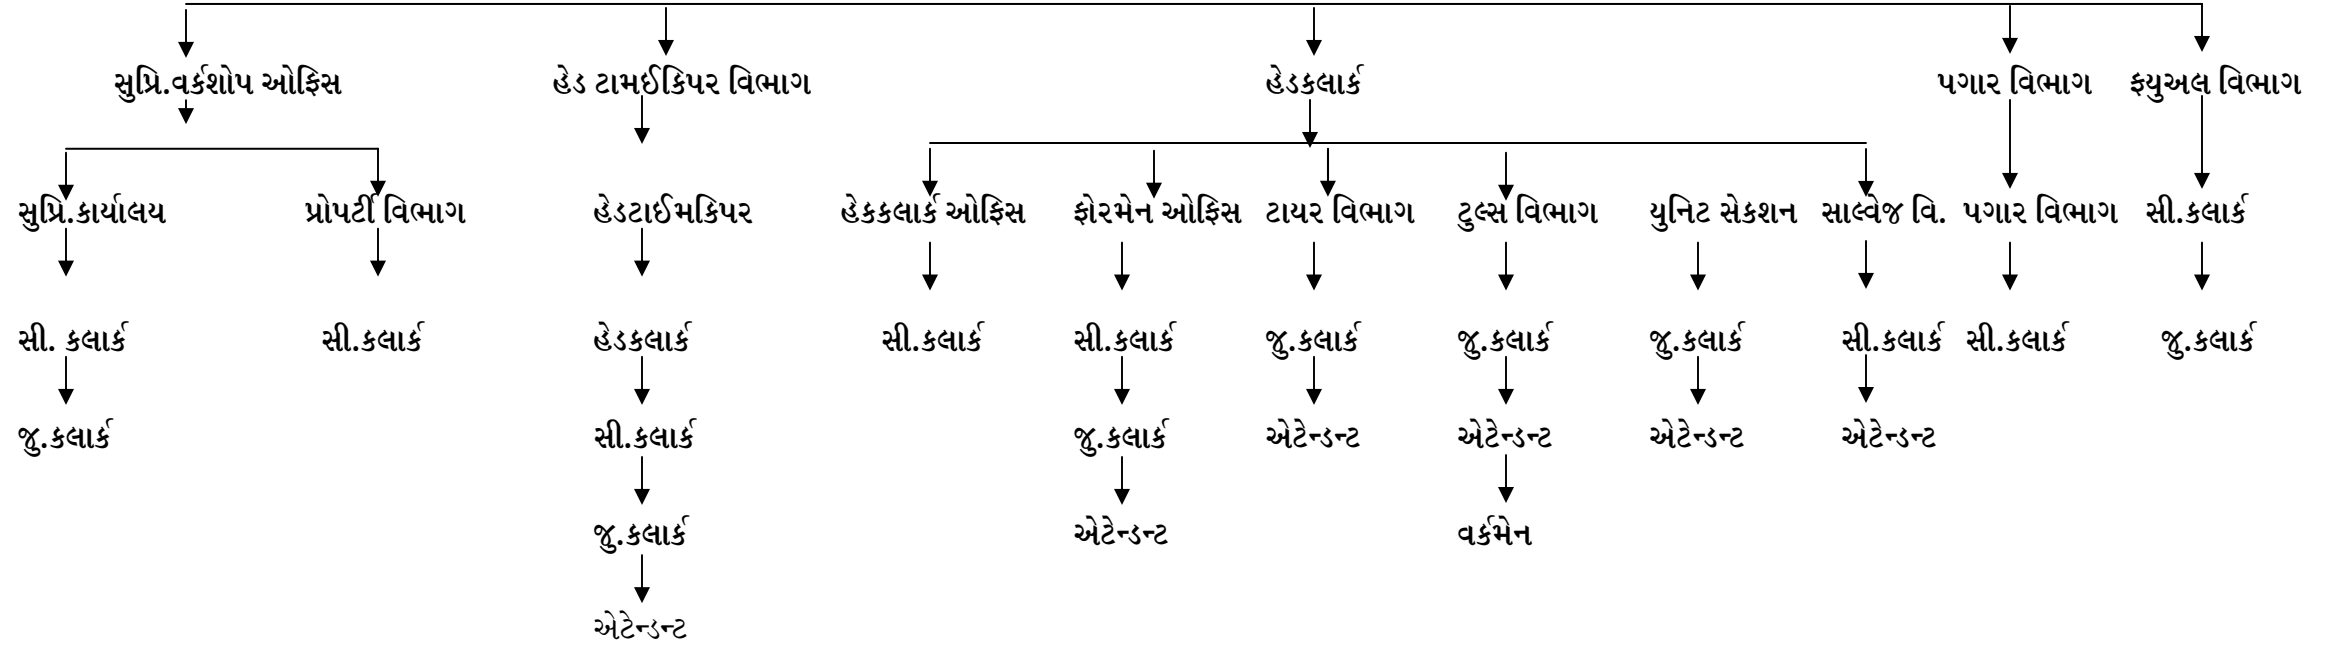 સુપ્રિ.વર્કશોપ ઓફિસ હેડ ટામઈકિપર વિભાગ હેડકલાર્ક પગાર વિભાગ ફયુઅલ વિભાગ
સુપ્રિ.કાર્યાલય પ્રોપર્ટી વિભાગ હેડટાઈમકિપર હેકકલાર્ક ઓફિસ ફોરમેન ઓફિસ ટાયર વિભાગ ટુલ્સ વિભાગ યુનિટ સેકશન સાલ્વેજ વિ. પગાર વિભાગ સી.કલાર્ક
સી. કલાર્ક સી.કલાર્ક હેડકલાર્ક સી.કલાર્ક સી.કલાર્ક જુ.કલાર્ક જુ.કલાર્ક જુ.કલાર્ક સી.કલાર્ક સી.કલાર્ક જુ.કલાર્ક
જુ.કલાર્ક સી.કલાર્ક જુ.કલાર્ક એટેન્ડન્ટ એટેન્ડન્ટ એટેન્ડન્ટ એટેન્ડન્ટ
જુ.કલાર્ક એટેન્ડન્ટ વર્કમેન
એટેન્ડન્ટ